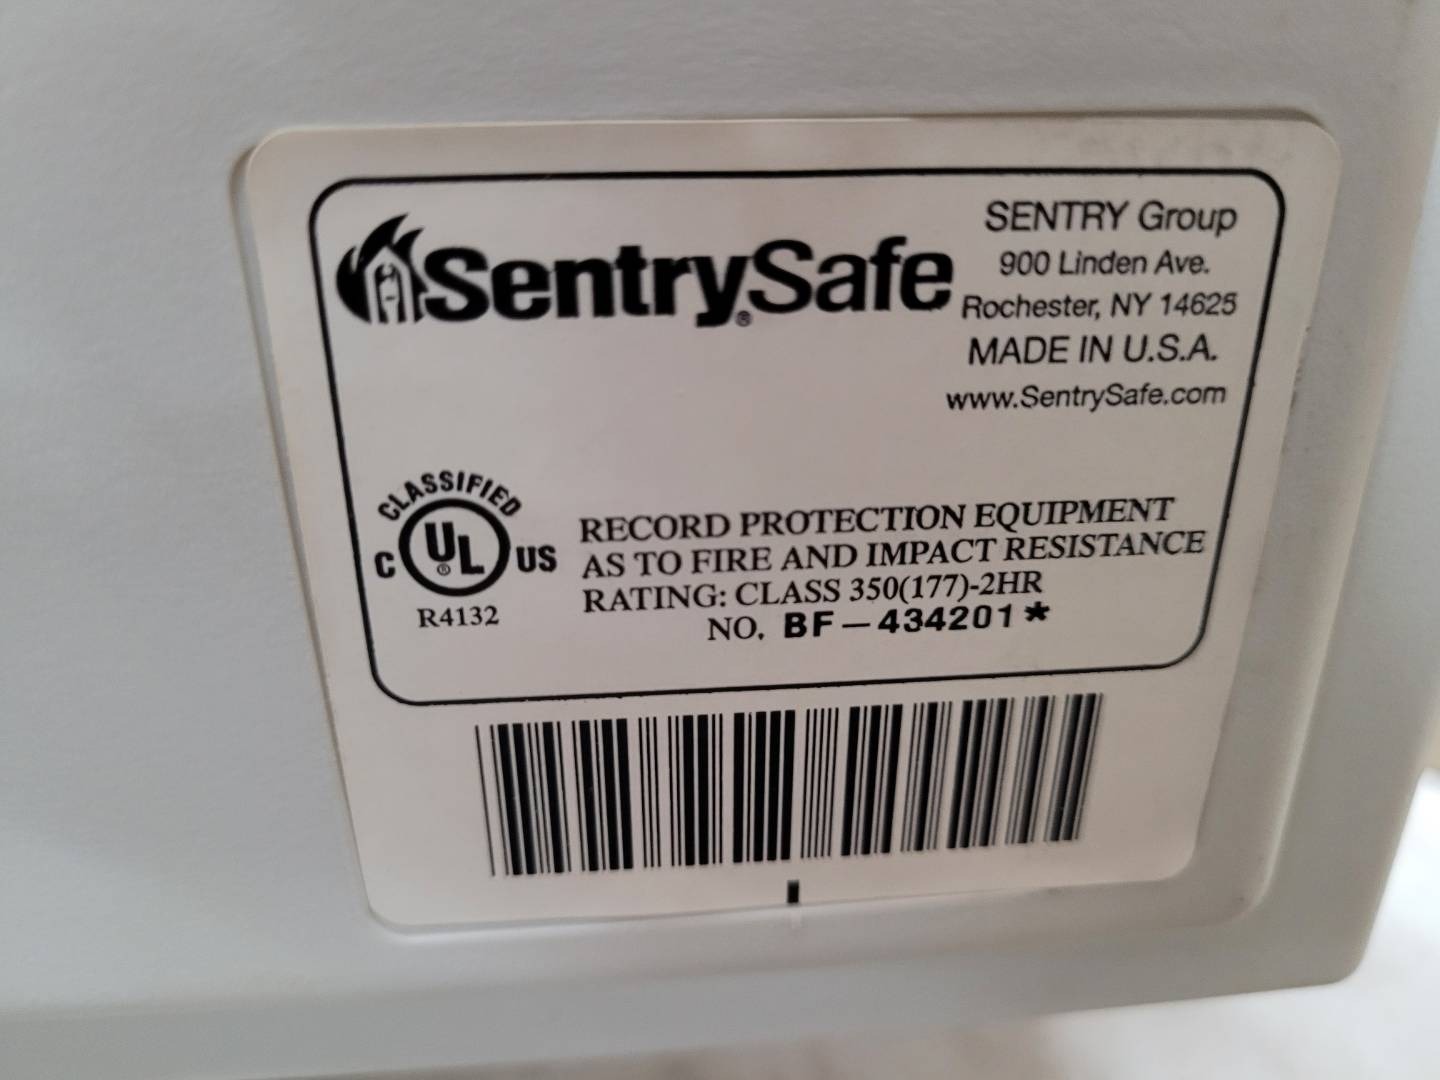 SentrySafe®
SENTRY Group
900 Linden Ave.
Rochester, NY 14625
MADE IN U.S.A.
www.SentrySafe.com
CLASSIFIED
C UL® US
R4132
RECORD PROTECTION EQUIPMENT
AS TO FIRE AND IMPACT RESISTANCE
RATING: CLASS 350(177)-2HR
NO. BF-434201*